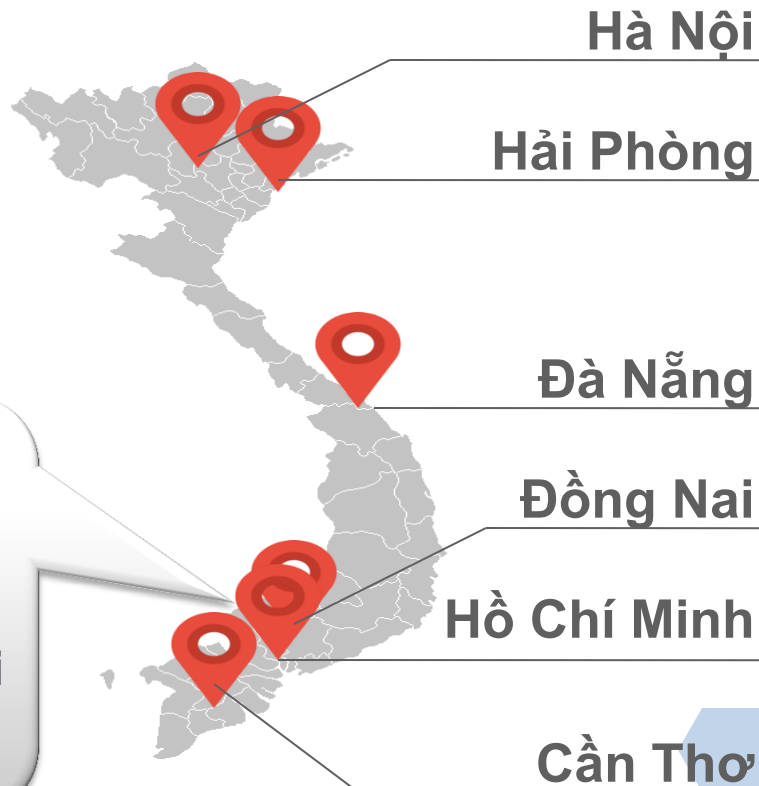 Hà Nội
Hải Phòng
Đà Nẵng
Đồng Nai
Hồ Chí Minh
Cần Thơ